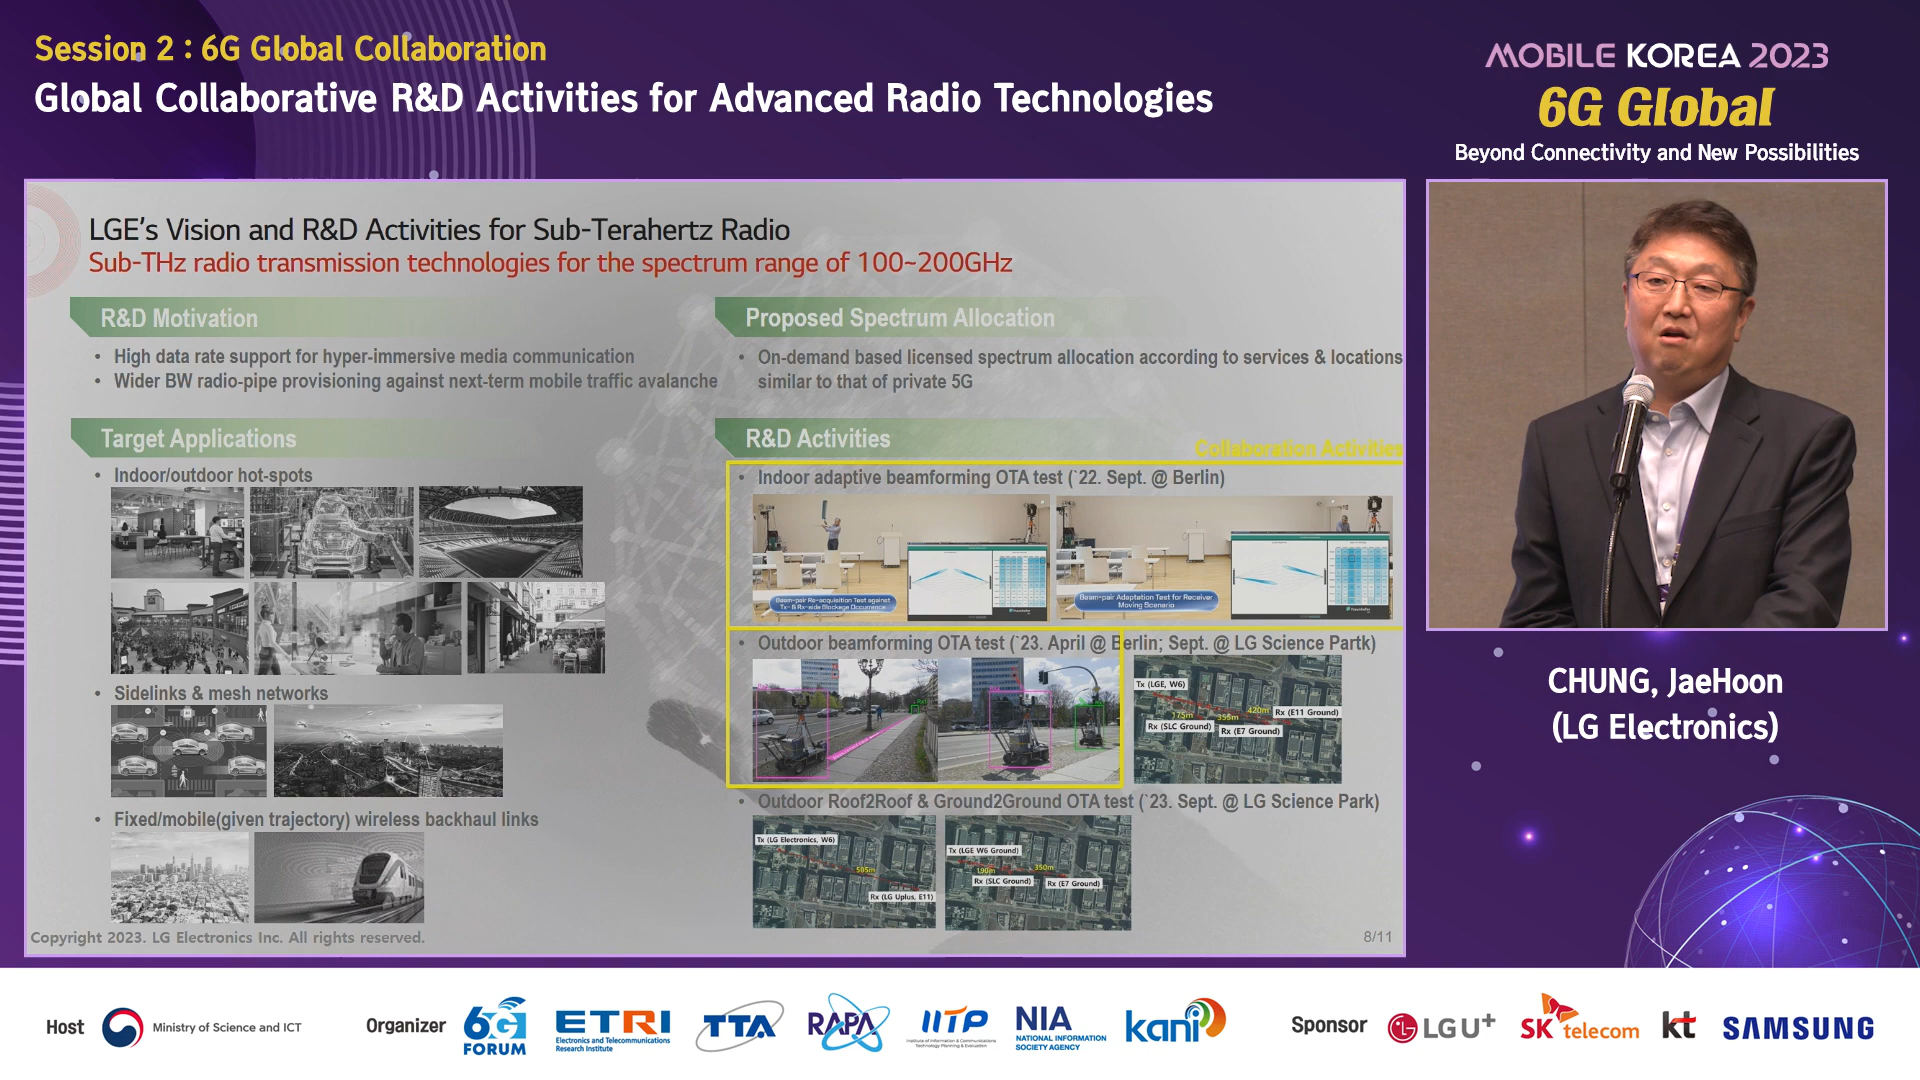 Session 2 : 6G Global Collaboration
Global Collaborative R&D Activities for Advanced Radio Technologies
MOBILE KOREA 2023
6G Global
Beyond Connectivity and New Possibilities
LGE's Vision and R&D Activities for Sub-Terahertz Radio
Sub-THz radio transmission technologies for the spectrum range of 100~200GHz
R&D Motivation
• High data rate support for hyper-immersive media communication
• Wider BW radio-pipe provisioning against next-term mobile traffic avalanche
Target Applications
• Indoor/outdoor hot-spots
• Sidelinks & mesh networks
• Fixed/mobile(given trajectory) wireless backhaul links
Proposed Spectrum Allocation
• On-demand based licensed spectrum allocation according to services & locations
similar to that of private 5G
R&D Activities
Collaboration Activities
• Indoor adaptive beamforming OTA test (`22. Sept. @ Berlin)
Beam-pair Re-acquisition Test against
Tx- & Rx-side Blockage Occurrence
Beam-pair Adaptation Test for Receiver
Moving Scenario
• Outdoor beamforming OTA test (`23. April @ Berlin; Sept. @ LG Science Partk)
Tx (LGE, W6)
175m
355m
420m
Rx (E11 Ground)
Rx (SLC Ground)
Rx (E7 Ground)
• Outdoor Roof2Roof & Ground2Ground OTA test (`23. Sept. @ LG Science Park)
Tx (LG Electronics, W6)
505m
Rx (LG Uplus, E11)
Tx (LGE W6 Ground)
190m
350m
Rx (SLC Ground)
Rx (E7 Ground)
Copyright 2023. LG Electronics Inc. All rights reserved.
8/11
CHUNG, JaeHoon
(LG Electronics)
Host
Ministry of Science and ICT
Organizer
6G FORUM
ETRI
Electronics and Telecommunications
Research Institute
TTA
RAPA
IITP
Institute of Information & Communications
Technology Planning & Evaluation
NIA
NATIONAL INFORMATION
SOCIETY AGENCY
kani
Sponsor
LG U+
SK telecom
kt
SAMSUNG